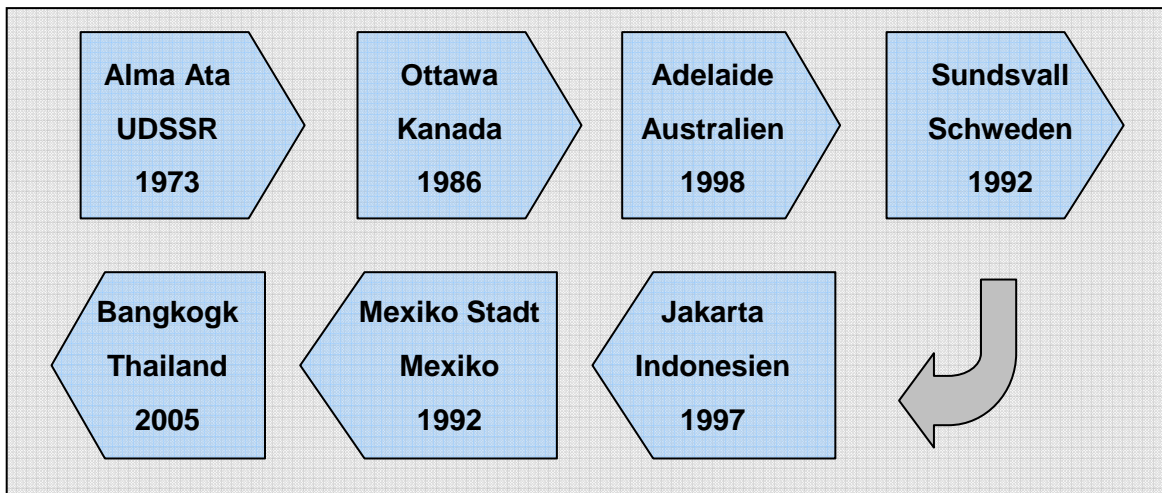 Alma Ata
UDSSR
1973
Ottawa
Kanada
1986
Adelaide
Australien
1998
Sundsvall
Schweden
1992
Jakarta
Indonesien
1997
Mexiko Stadt
Mexiko
1992
Bangkogk
Thailand
2005